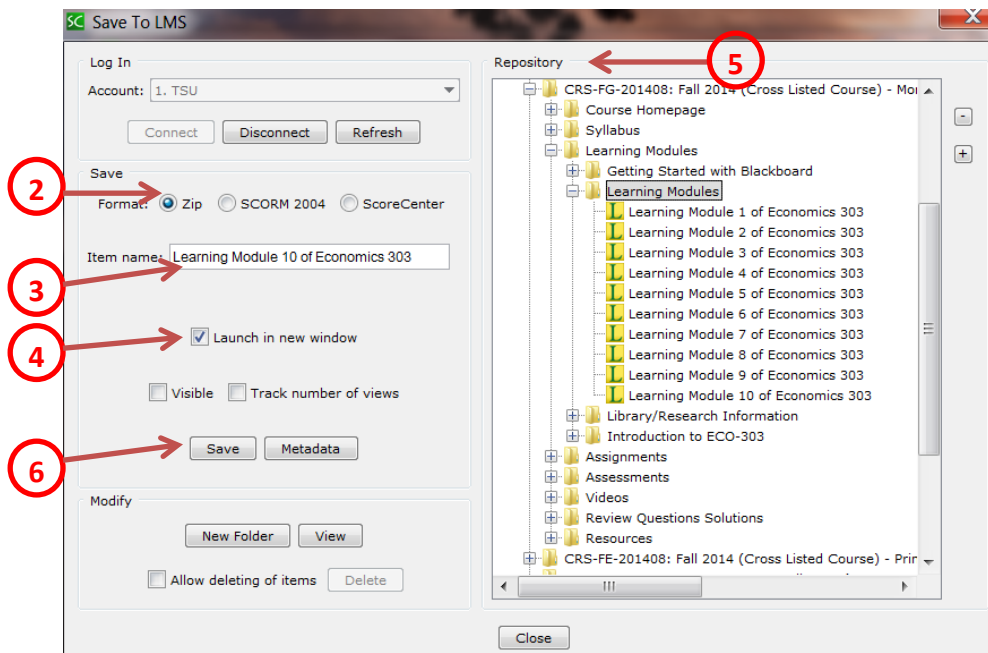 SC Save To LMS
X
Log In
Account: 1. TSU
Connect Disconnect Refresh
Save
2
Format: Zip SCORM 2004 ScoreCenter
Item name: Learning Module 10 of Economics 303
3
Launch in new window
4
Visible Track number of views
Save Metadata
6
Modify
New Folder View
Allow deleting of items Delete
Repository
5
CRS-FG-201408: Fall 2014 (Cross Listed Course) - Mo
Course Homepage
Syllabus
Learning Modules
Getting Started with Blackboard
Learning Modules
L Learning Module 1 of Economics 303
L Learning Module 2 of Economics 303
L Learning Module 3 of Economics 303
L Learning Module 4 of Economics 303
L Learning Module 5 of Economics 303
L Learning Module 6 of Economics 303
L Learning Module 7 of Economics 303
L Learning Module 8 of Economics 303
L Learning Module 9 of Economics 303
L Learning Module 10 of Economics 303
Library/Research Information
Introduction to ECO-303
Assignments
Assessments
Videos
Review Questions Solutions
Resources
CRS-FE-201408: Fall 2014 (Cross Listed Course) - Prin
-
+
Close